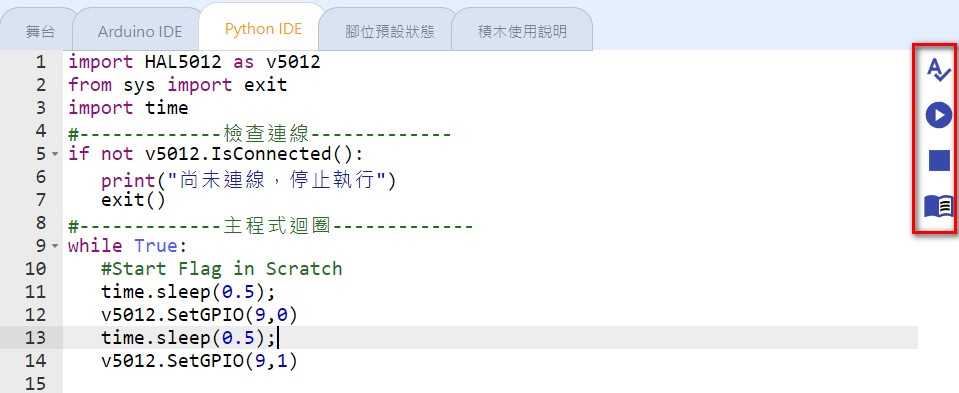 舞台 Arduino IDE Python IDE 腳位預設狀態 積木使用說明
1 import HAL5012 as v5012
2 from sys import exit
3 import time
4 #-------------檢查連線-------------
5 if not v5012.IsConnected():
6 print("尚未連線，停止執行")
7 exit()
8 #-------------主程式迴圈-------------
9 while True:
10 #Start Flag in Scratch
11 time.sleep(0.5);
12 v5012.SetGPIO(9,0)
13 time.sleep(0.5);
14 v5012.SetGPIO(9,1)
15